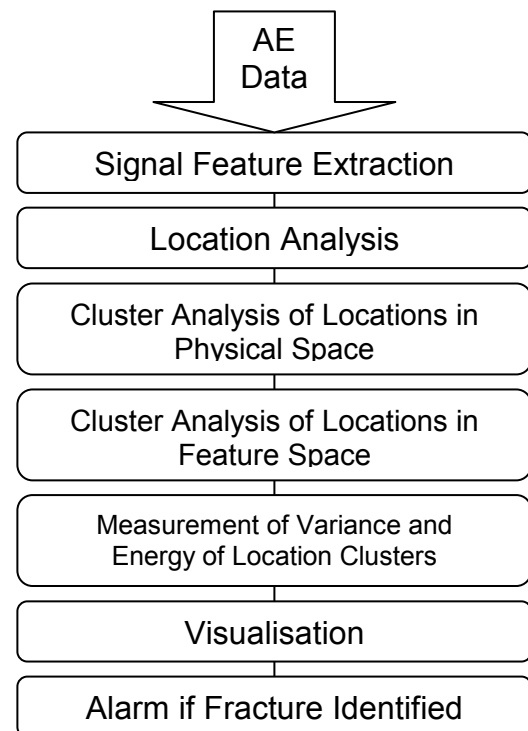 AE
Data
Signal Feature Extraction
Location Analysis
Cluster Analysis of Locations in
Physical Space
Cluster Analysis of Locations in
Feature Space
Measurement of Variance and
Energy of Location Clusters
Visualisation
Alarm if Fracture Identified